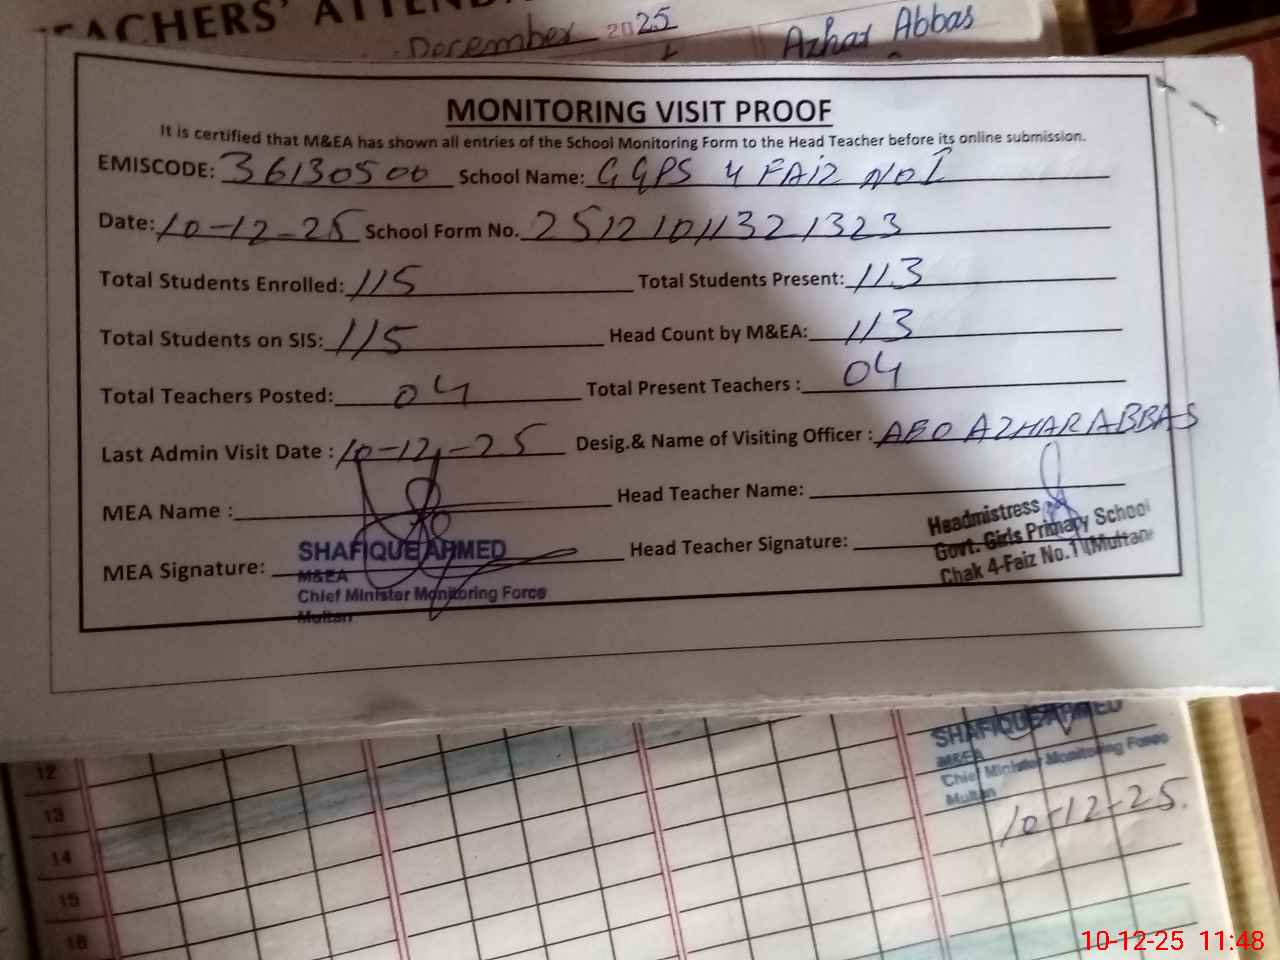 TEACHERS' ATTENDA
December 2025 Azhar Abbas
MONITORING VISIT PROOF
It is certified that M&EA has shown all entries of the School Monitoring Form to the Head Teacher before its online submission.
EMISCODE: 36130500 School Name: GGPS 4 FAIZ NO1
Date: 10-12-25 School Form No. 25121011321323
Total Students Enrolled: 115 Total Students Present: 113
Total Students on SIS: 115 Head Count by M&EA: 113
Total Teachers Posted: 04 Total Present Teachers : 04
Last Admin Visit Date : 10-12-25 Desig.& Name of Visiting Officer : AEO AZHAR ABBAS
MEA Name : Head Teacher Name:
MEA Signature: Head Teacher Signature:
SHAFIQUE AHMED
M&EA
Chief Minister Monitoring Force
Multan
Headmistress
Govt. Girls Primary School
Chak 4-Faiz No.1 (Multan)
SHAFIQUE AHMED
M&EA
Chief Minister Monitoring Force
Multan
10-12-25.
12
13
14
15
16
10-12-25 11:48